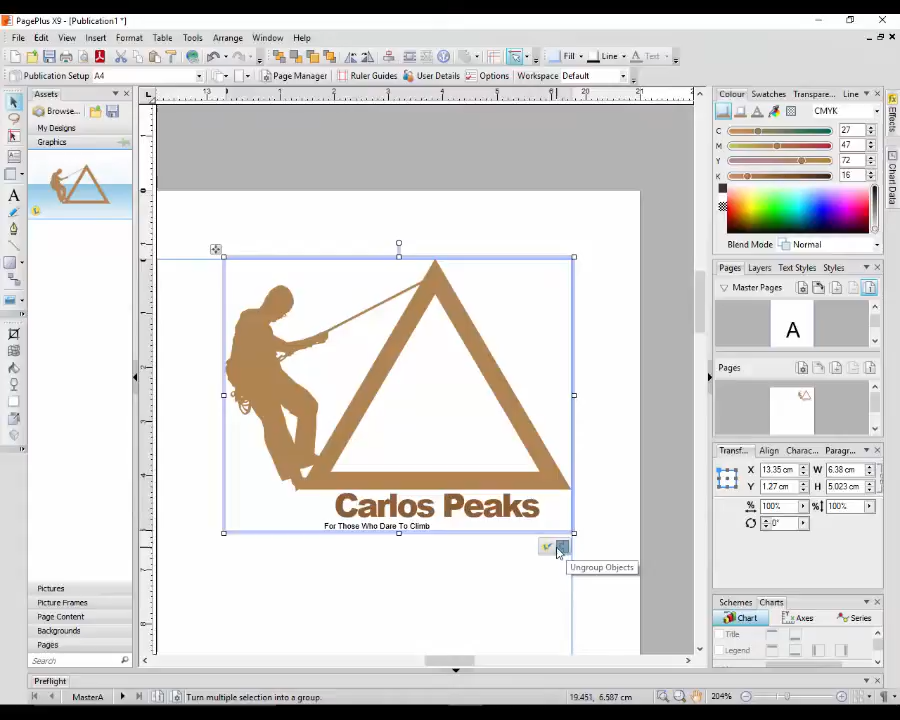 PagePlus X9 - [Publication1 *]
File Edit View Insert Format Table Tools Arrange Window Help
Fill Line Text
Publication Setup A4 Page Manager Ruler Guides User Details Options Workspace Default
Assets
Browse...
My Designs
Graphics
Pictures
Picture Frames
Page Content
Backgrounds
Pages
Search
Carlos Peaks
For Those Who Dare To Climb
Ungroup Objects
Colour Swatches Transpare... Line
CMYK
C 27
M 47
Y 72
K 16
Blend Mode Normal
Pages Layers Text Styles Styles
Master Pages
A
Pages
Transf... Align Charac... Paragr...
X 13.35 cm W 6.38 cm
Y 1.27 cm H 5.023 cm
% 100% % 100%
0°
Schemes Charts
Chart Axes Series
Title
Legend
Effects
Chart Data
Preflight
MasterA Turn multiple selection into a group. 19.451, 6.587 cm 204%